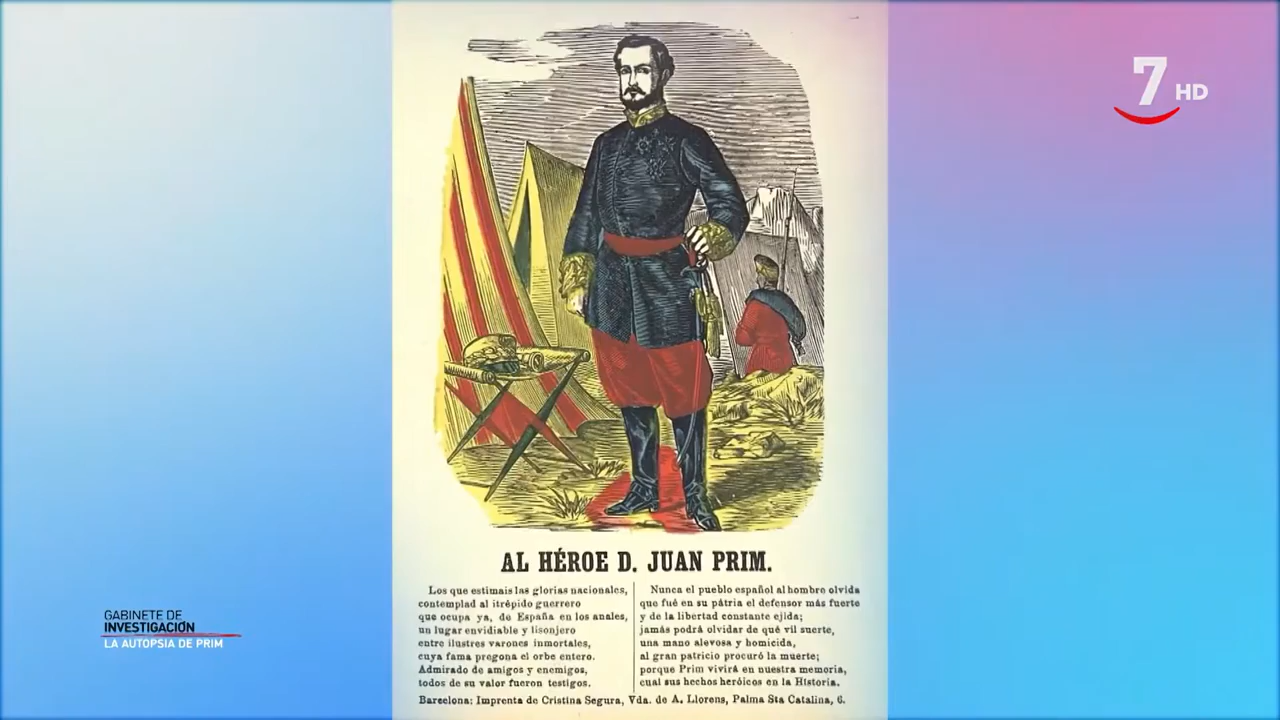 7 HD
AL HÉROE D. JUAN PRIM.
Los que estimais las glorias nacionales,
contemplad al itrépido guerrero
que ocupa ya, de España en los anales,
un lugar envidiable y lisonjero
entre ilustres varones inmortales,
cuya fama pregona el orbe entero.
Admirado de amigos y enemigos,
todos de su valor fueron testigos.
Nunca el pueblo español al hombre olvida
que fué en su pátria el defensor más fuerte
y de la libertad constante ejida;
jamás podrá olvidar de qué vil suerte,
una mano alevosa y homicida,
al gran patricio procuró la muerte;
porque Prim vivirá en nuestra memoria,
cual sus hechos heróicos en la Historia.
Barcelona: Imprenta de Cristina Segura, Vda. de A. Llorens, Palma Sta Catalina, 6.
GABINETE DE
INVESTIGACIÓN
LA AUTOPSIA DE PRIM